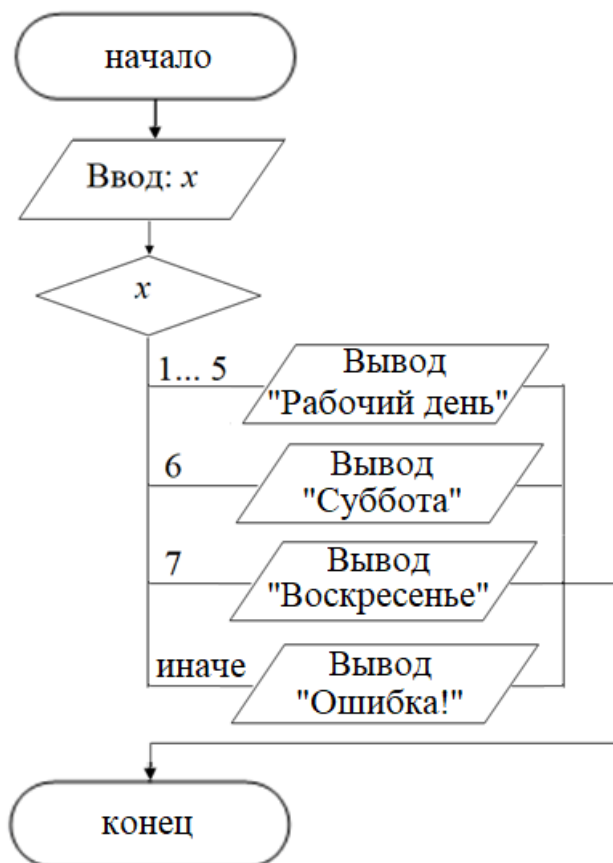 начало
Ввод: x
x
1... 5
Вывод
"Рабочий день"
6
Вывод
"Суббота"
7
Вывод
"Воскресенье"
иначе
Вывод
"Ошибка!"
конец